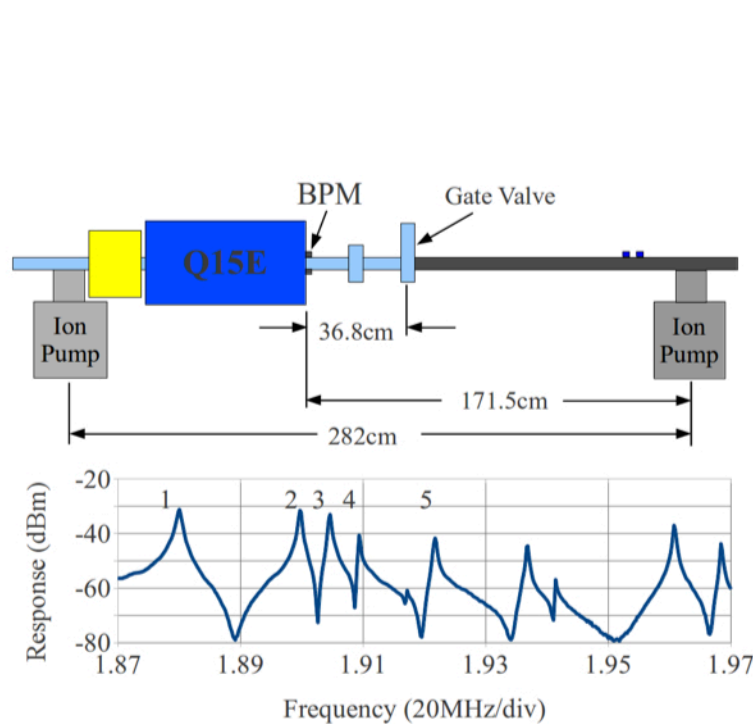 BPM
Gate Valve
Q15E
Ion
Pump
36.8cm
Ion
Pump
171.5cm
282cm
-20
1 2 3 4 5
-40
-60
-80
Response (dBm)
1.87 1.89 1.91 1.93 1.95 1.97
Frequency (20MHz/div)